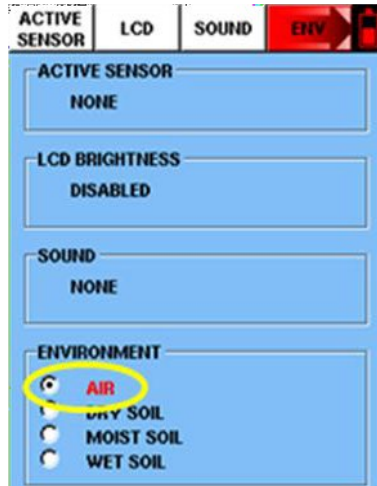 ACTIVE SENSOR LCD SOUND ENV
ACTIVE SENSOR
NONE
LCD BRIGHTNESS
DISABLED
SOUND
NONE
ENVIRONMENT
AIR
DRY SOIL
MOIST SOIL
WET SOIL